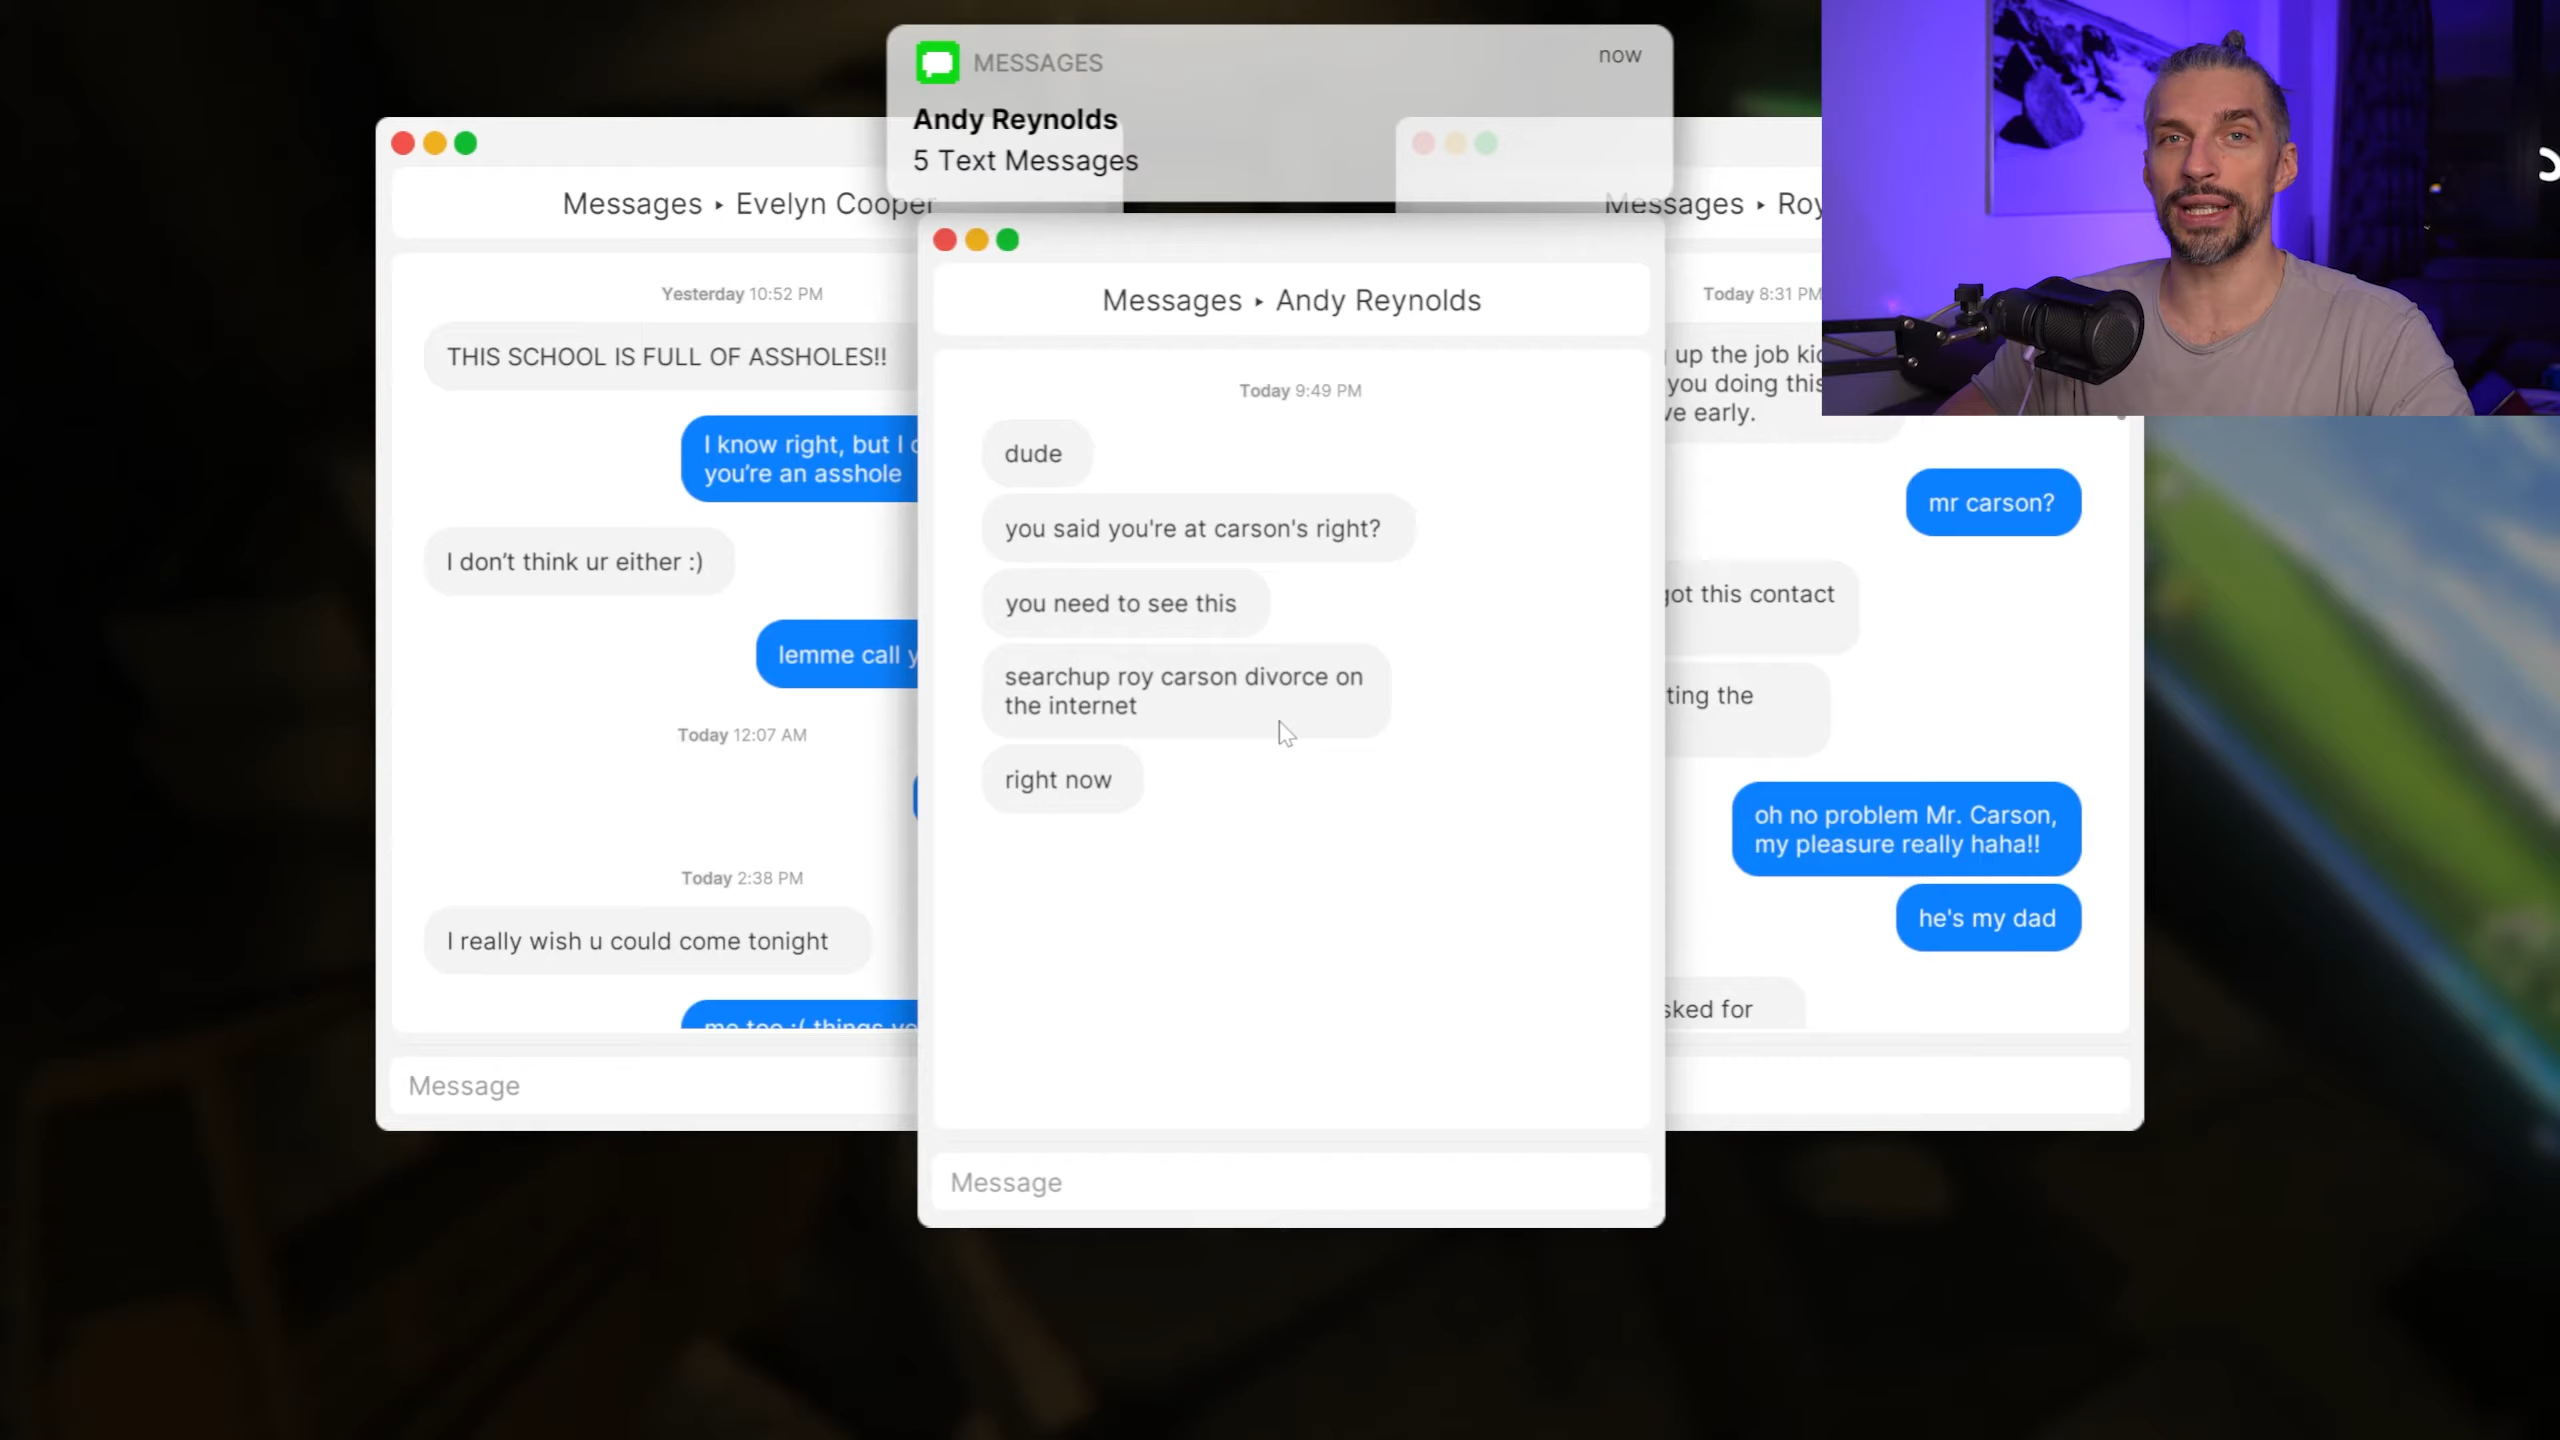 MESSAGES
now
Andy Reynolds
5 Text Messages
Messages ▸ Evelyn Cooper
Yesterday 10:52 PM
THIS SCHOOL IS FULL OF ASSHOLES!!
I know right, but I
you're an asshole
I don't think ur either :)
lemme call
Today 12:07 AM
Today 2:38 PM
I really wish u could come tonight
me too :( things
Message
Messages ▸ Andy Reynolds
Today 9:49 PM
dude
you said you're at carson's right?
you need to see this
searchup roy carson divorce on
the internet
right now
Message
Messages ▸ Roy
Today 8:31 PM
up the job
you doing this
early.
mr carson?
got this contact
the
oh no problem Mr. Carson,
my pleasure really haha!!
he's my dad
for